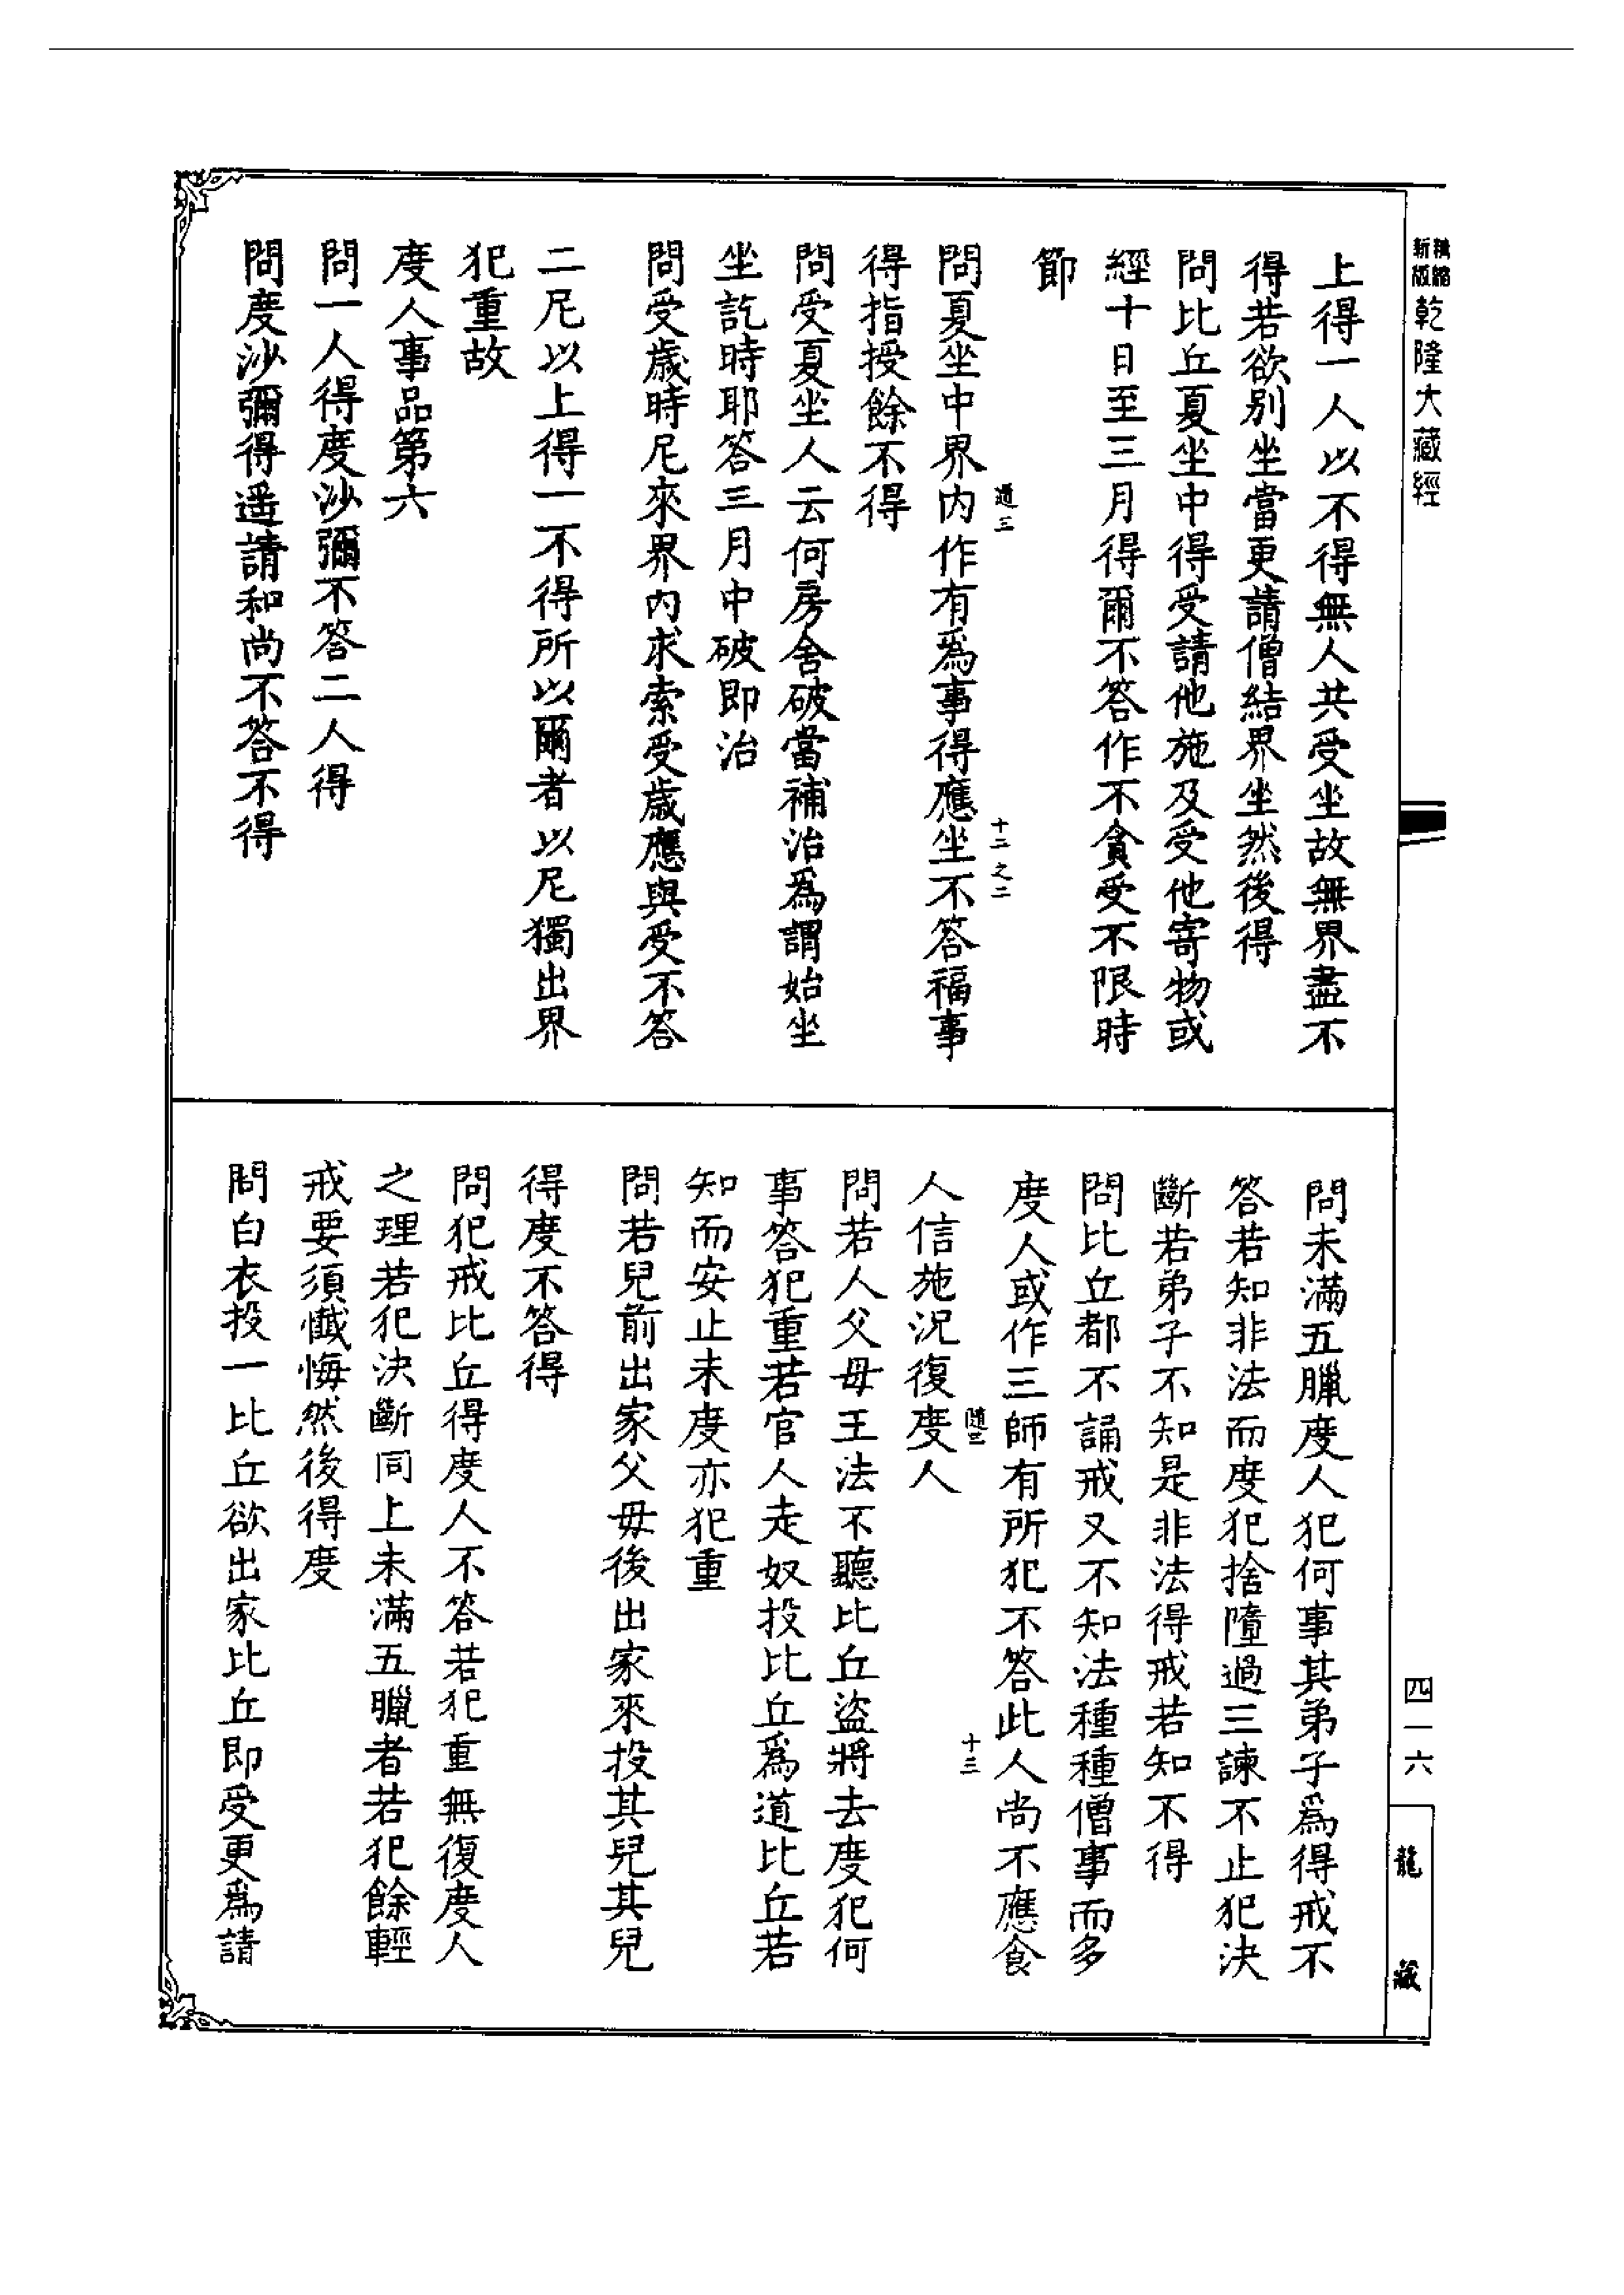 精縮新版乾隆大藏經
上得一人以不得無人共受坐故無界盡不
得若欲別坐當更請僧結界坐然後得
問比丘夏坐中得受請他施及受他寄物或
經十日至三月得爾不答作不貪受不限時
節
十二之二
問夏坐中界內作有爲事得應坐不答福事
得指授餘不得
問受夏坐人云何房舍破當補治爲謂始坐
坐訖時耶答三月中破即治
問受歲時尼來界內求索受歲應與受不答
二尼以上得一不得所以爾者以尼獨出界
犯重故
度人事品第六
問一人得度沙彌不答二人得
問度沙彌得遥請和尚不答不得
問未滿五臘度人犯何事其弟子爲得戒不
答若知非法而度犯捨墮過三諫不止犯決
斷若弟子不知是非法得戒若知不得
問比丘都不誦戒又不知法種種僧事而多
度人或作三師有所犯不答此人尚不應食
十三
人信施況復度人
問若人父母王法不聽比丘盜將去度犯何
事答犯重若官人走奴投比丘爲道比丘若
知而安止未度亦犯重
問若兒前出家父毋後出家來投其兒其兒
得度不答得
問犯戒比丘得度人不答若犯重無復度人
之理若犯決斷同上未滿五臘者若犯餘輕
戒要須懺悔然後得度
問白衣投一比丘欲出家比丘即受更爲請
四一六
龍藏